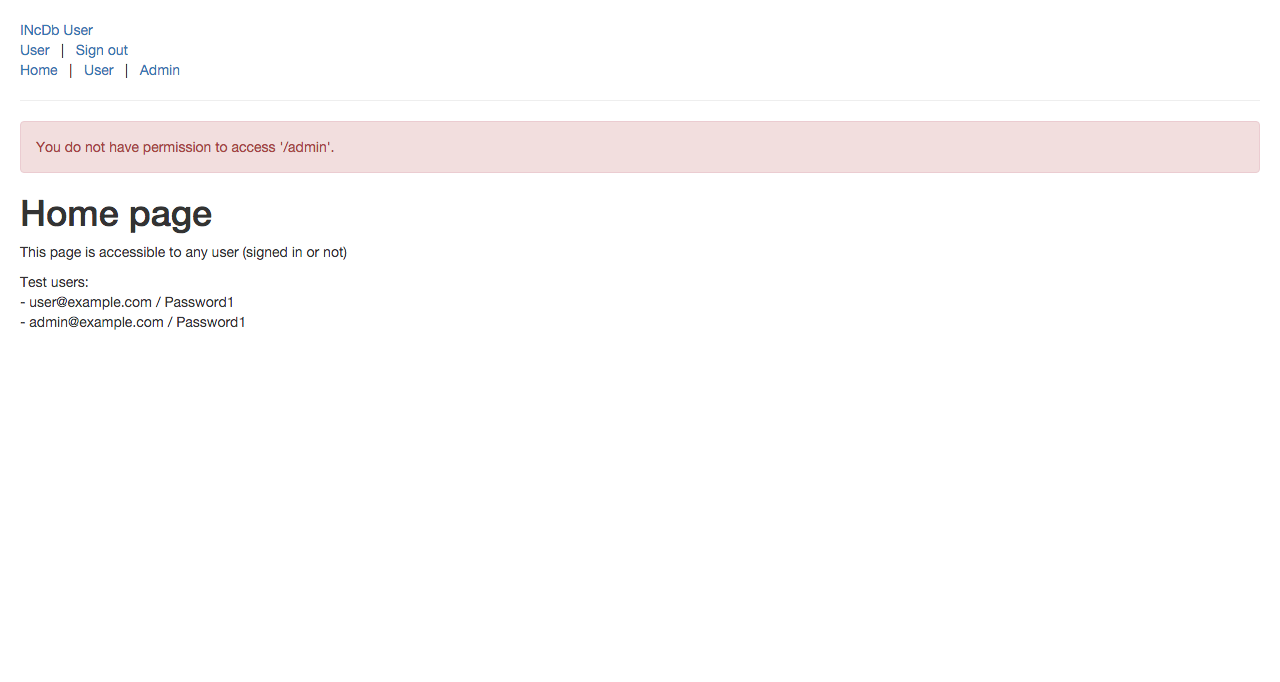 INcDb User
User | Sign out
Home | User | Admin
You do not have permission to access '/admin'.
Home page
This page is accessible to any user (signed in or not)
Test users:
- user@example.com / Password1
- admin@example.com / Password1